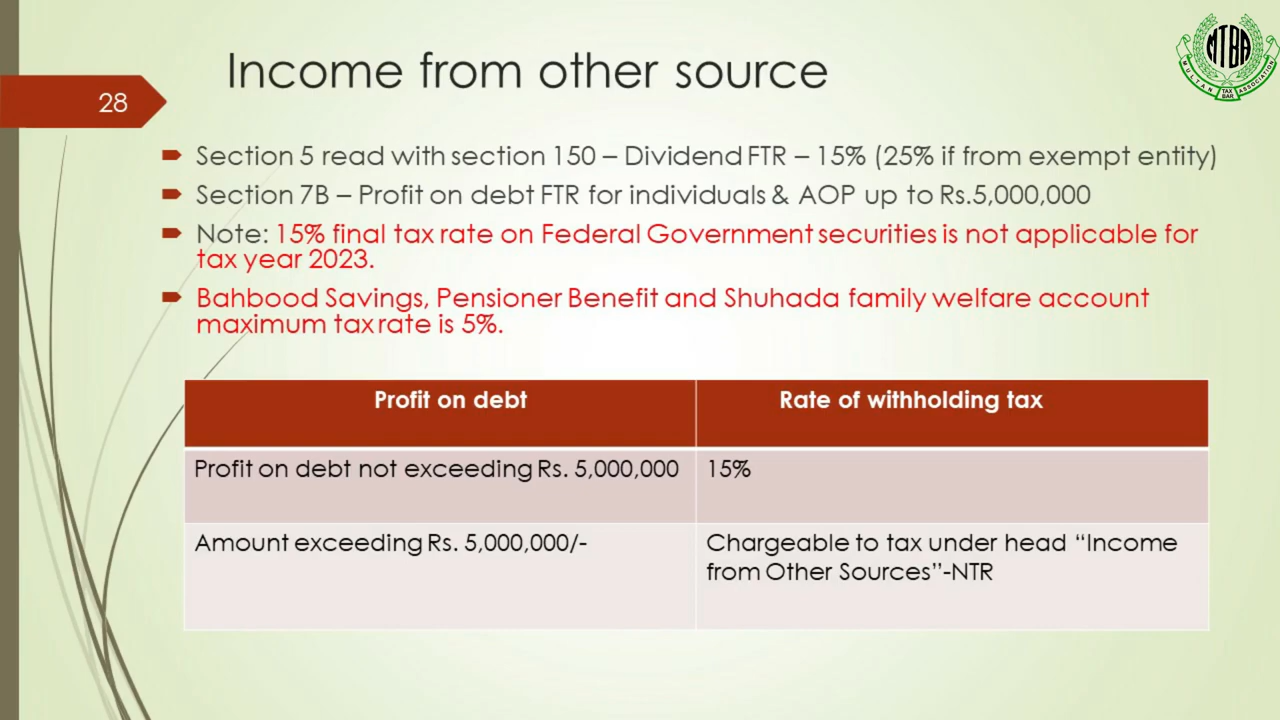 Income from other source
MTBA
MULTAN TAX BAR ASSOCIATION
28
Section 5 read with section 150 – Dividend FTR – 15% (25% if from exempt entity)
Section 7B – Profit on debt FTR for individuals & AOP up to Rs.5,000,000
Note: 15% final tax rate on Federal Government securities is not applicable for
tax year 2023.
Bahbood Savings, Pensioner Benefit and Shuhada family welfare account
maximum tax rate is 5%.
Profit on debt
Rate of withholding tax
Profit on debt not exceeding Rs. 5,000,000
15%
Amount exceeding Rs. 5,000,000/-
Chargeable to tax under head “Income
from Other Sources”-NTR